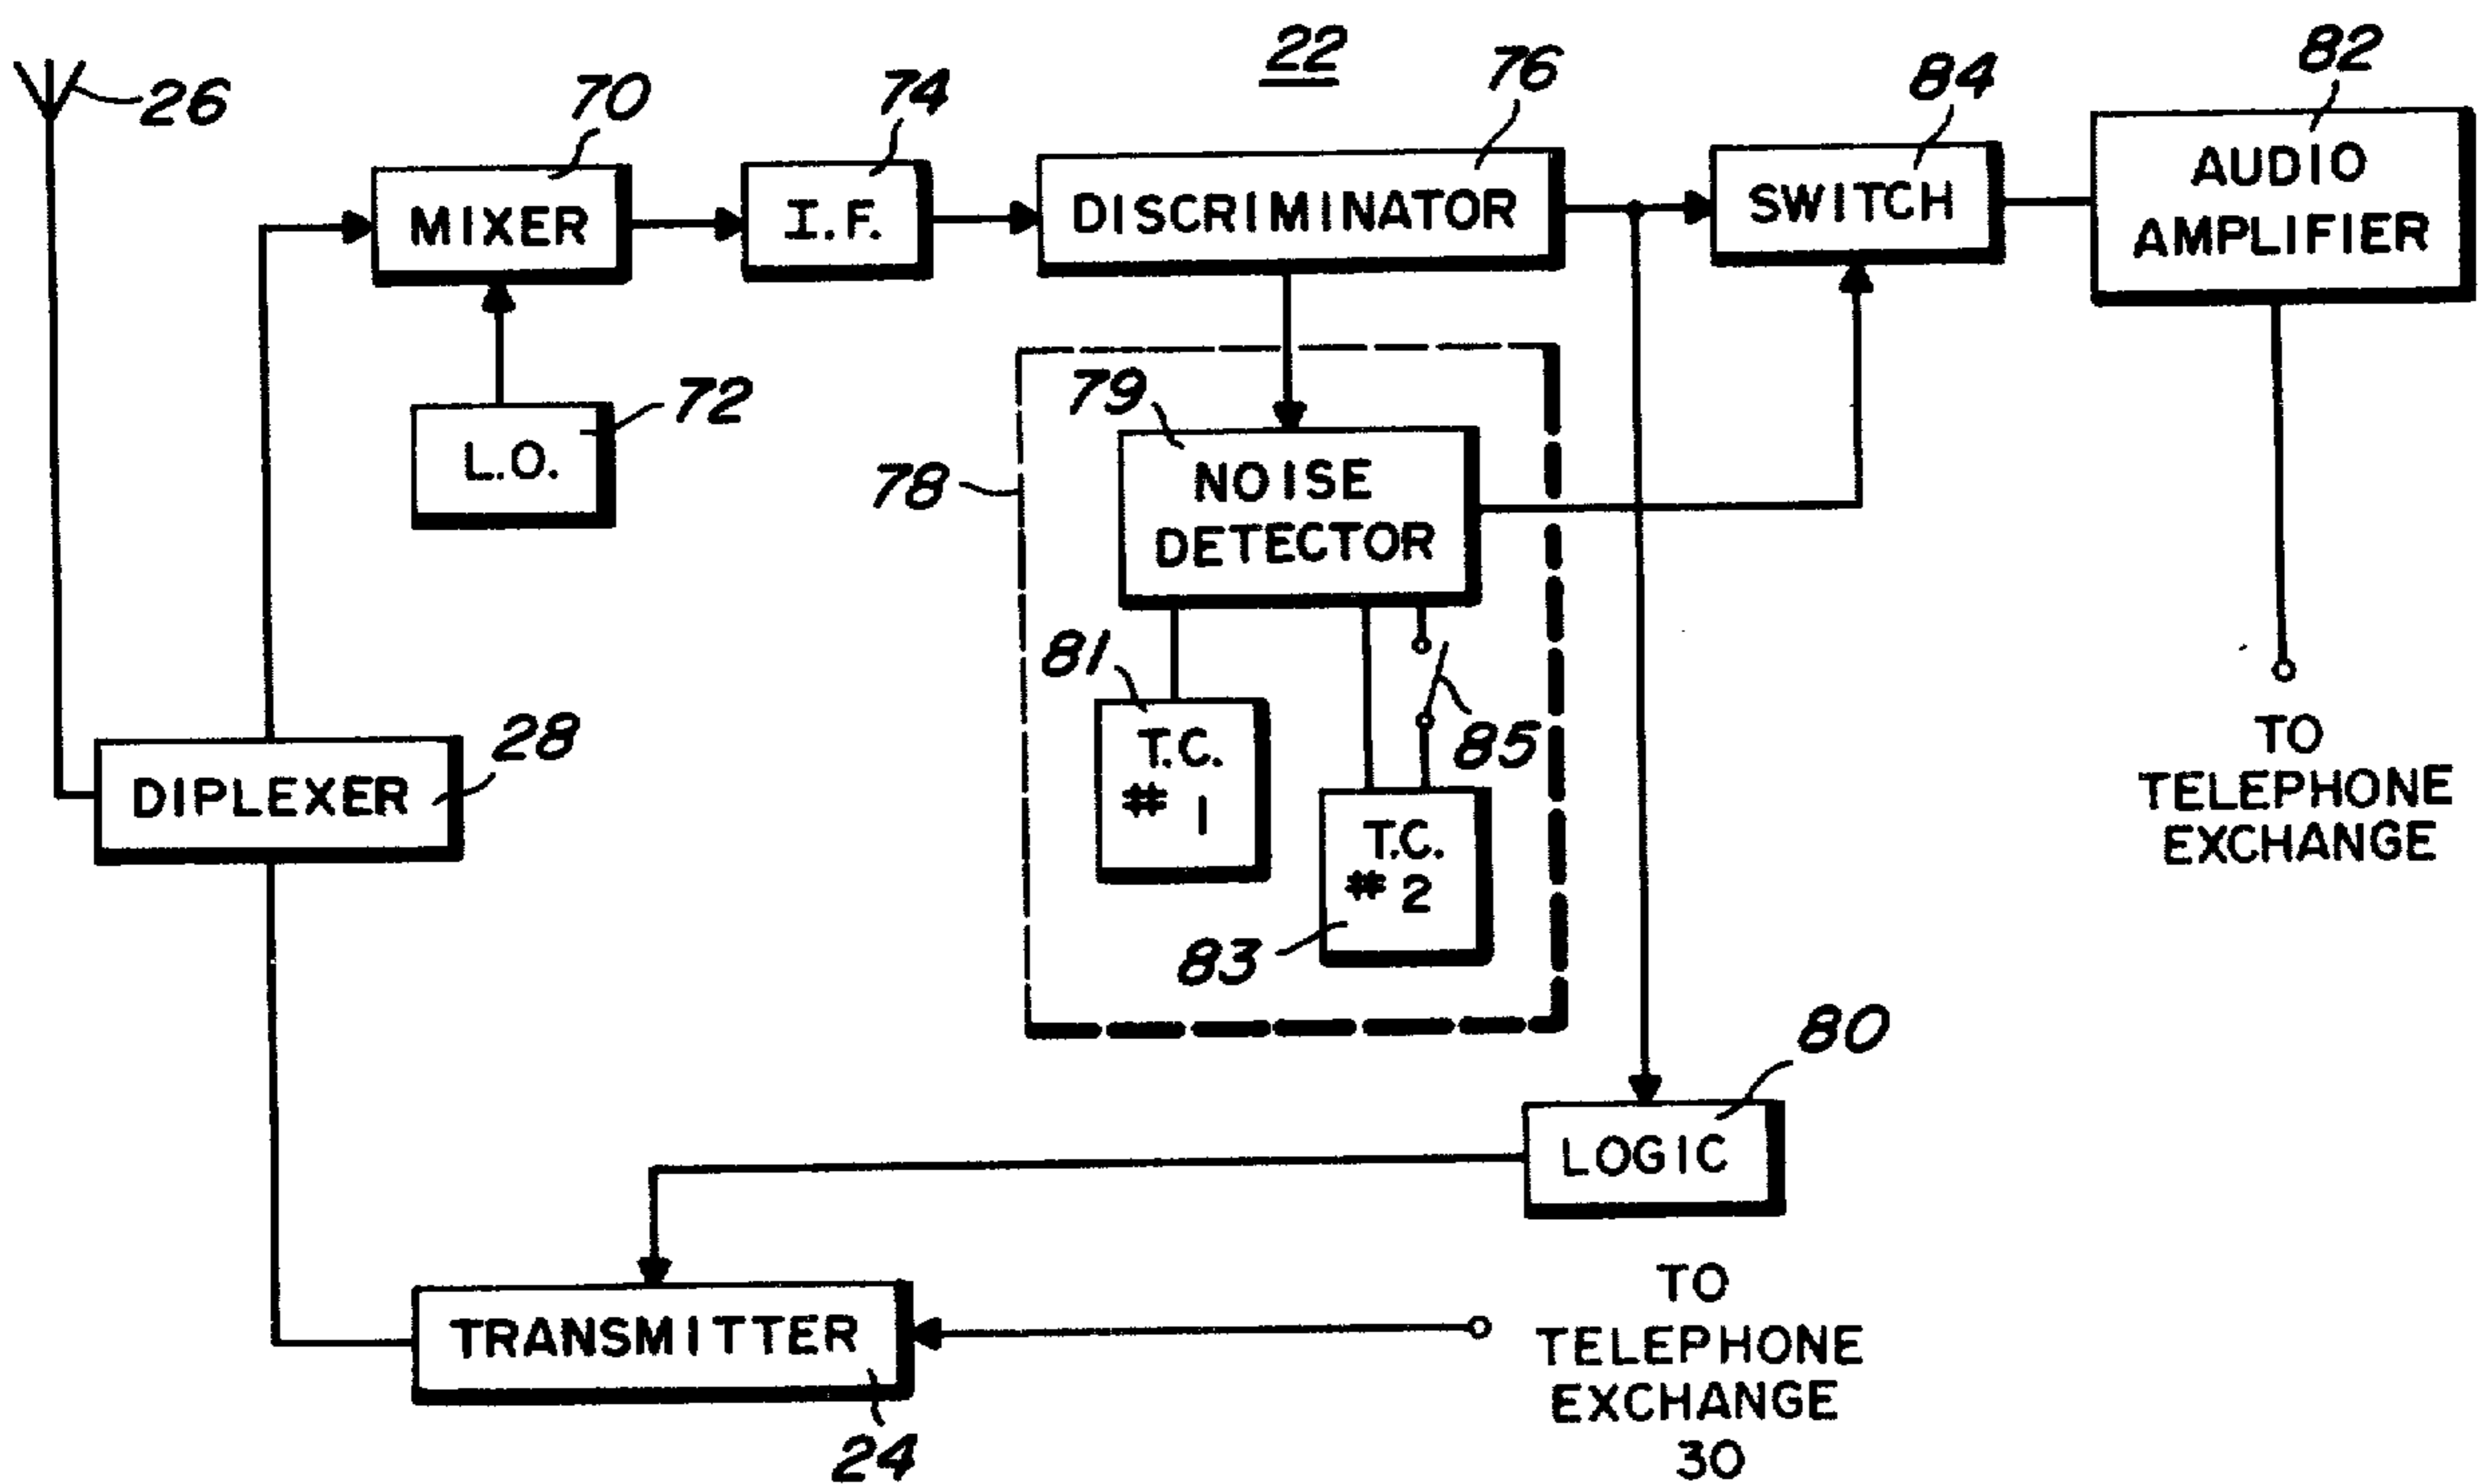 22
26
70
74
76
84
82
MIXER
I.F.
DISCRIMINATOR
SWITCH
AUDIO
AMPLIFIER
L.O.
72
79
78
NOISE
DETECTOR
81
85
T.C.
# 1
T.C.
# 2
83
28
DIPLEXER
TO
TELEPHONE
EXCHANGE
80
LOGIC
TRANSMITTER
24
TO
TELEPHONE
EXCHANGE
30